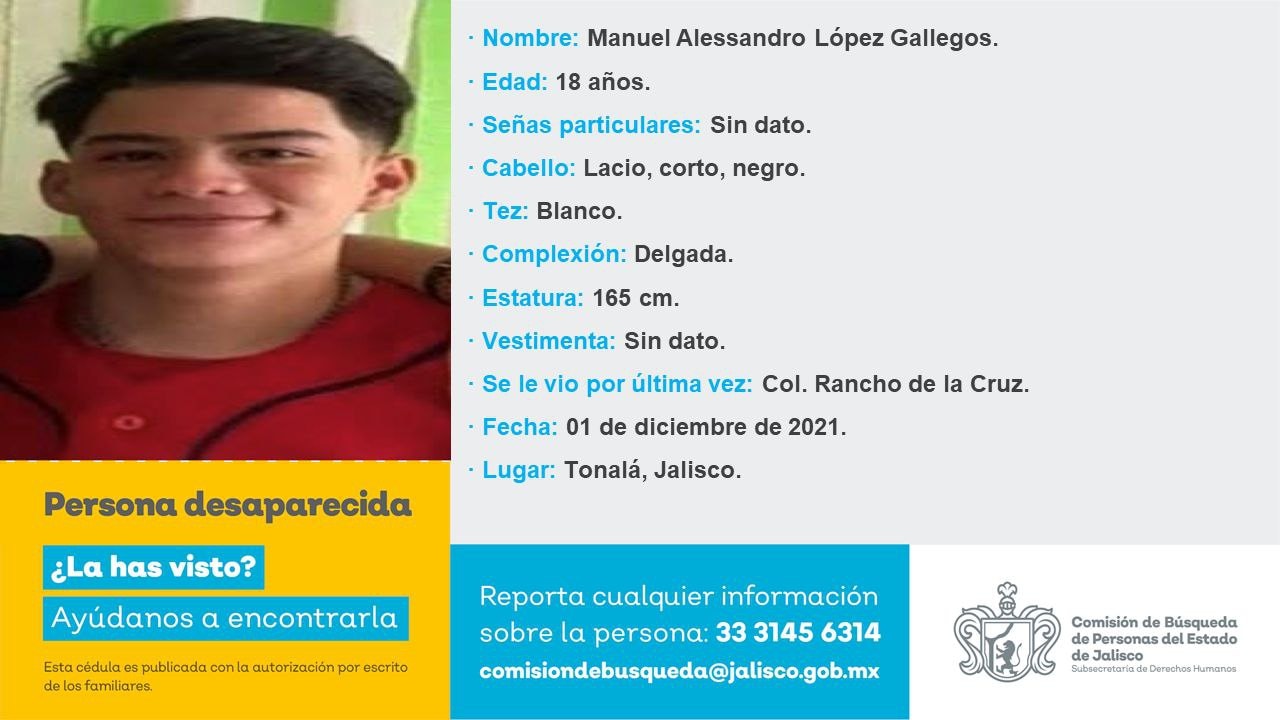 · Nombre: Manuel Alessandro López Gallegos.
· Edad: 18 años.
· Señas particulares: Sin dato.
· Cabello: Lacio, corto, negro.
· Tez: Blanco.
· Complexión: Delgada.
· Estatura: 165 cm.
· Vestimenta: Sin dato.
· Se le vio por última vez: Col. Rancho de la Cruz.
· Fecha: 01 de diciembre de 2021.
· Lugar: Tonalá, Jalisco.
Persona desaparecida
¿La has visto?
Ayúdanos a encontrarla
Esta cédula es publicada con la autorización por escrito
de los familiares.
Reporta cualquier información
sobre la persona: 33 3145 6314
comisiondebusqueda@jalisco.gob.mx
Comisión de Búsqueda
de Personas del Estado
de Jalisco
Subsecretaría de Derechos Humanos